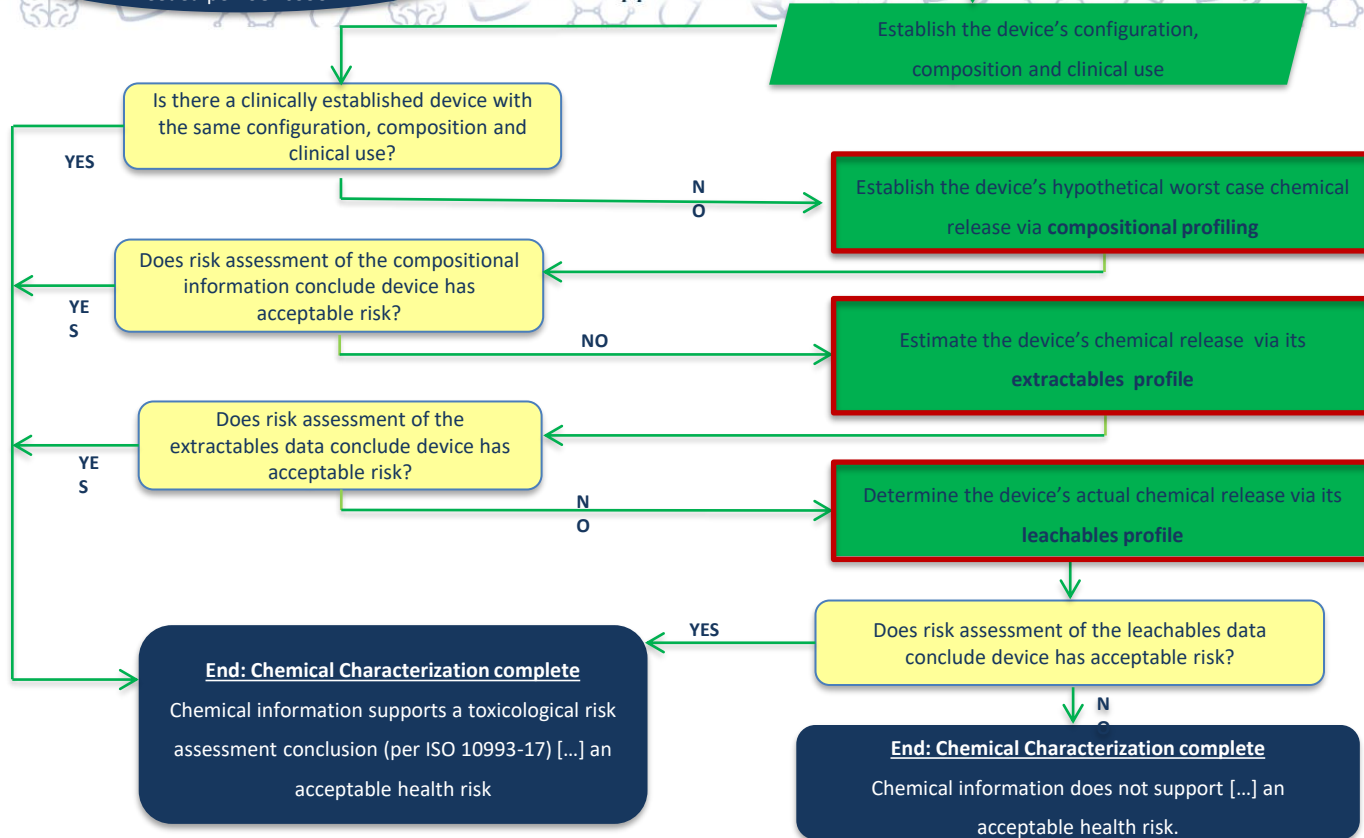 Establish the device's configuration,
composition and clinical use
Is there a clinically established device with
the same configuration, composition and
clinical use?
YES
N
O
Establish the device's hypothetical worst case chemical
release via compositional profiling
Does risk assessment of the compositional
information conclude device has
acceptable risk?
YE
S
NO
Estimate the device's chemical release via its
extractables profile
Does risk assessment of the
extractables data conclude device has
acceptable risk?
YE
S
N
O
Determine the device's actual chemical release via its
leachables profile
YES
Does risk assessment of the leachables data
conclude device has acceptable risk?
N
O
End: Chemical Characterization complete
Chemical information supports a toxicological risk
assessment conclusion (per ISO 10993-17) […] an
acceptable health risk
End: Chemical Characterization complete
Chemical information does not support […] an
acceptable health risk.